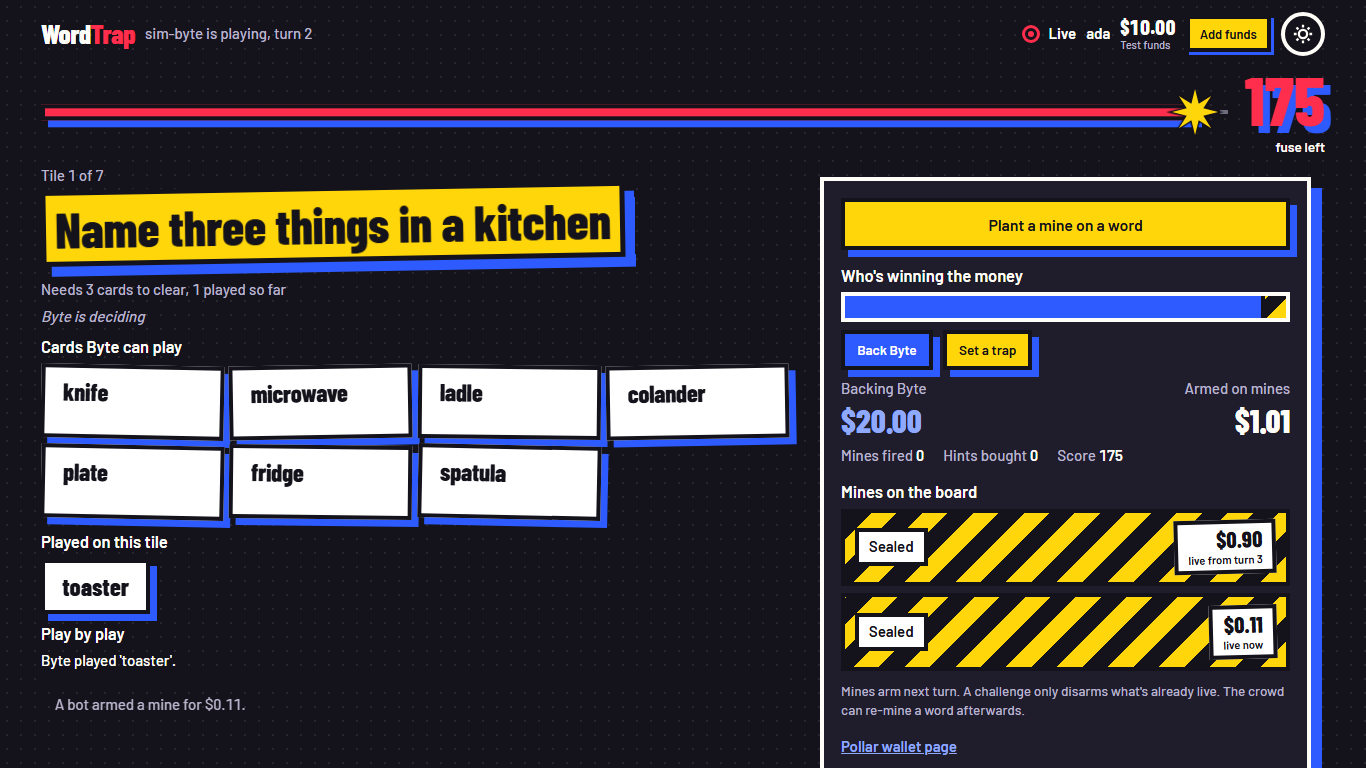 WordTrap sim-byte is playing, turn 2
Live ada $10.00 Test funds Add funds
175
fuse left
Tile 1 of 7
Name three things in a kitchen
Needs 3 cards to clear, 1 played so far
Byte is deciding
Cards Byte can play
knife microwave ladle colander
plate fridge spatula
Played on this tile
toaster
Play by play
Byte played 'toaster'.
A bot armed a mine for $0.11.
Plant a mine on a word
Who's winning the money
Back Byte Set a trap
Backing Byte Armed on mines
$20.00 $1.01
Mines fired 0 Hints bought 0 Score 175
Mines on the board
Sealed $0.90
live from turn 3
Sealed $0.11
live now
Mines arm next turn. A challenge only disarms what's already live. The crowd
can re-mine a word afterwards.
Pollar wallet page